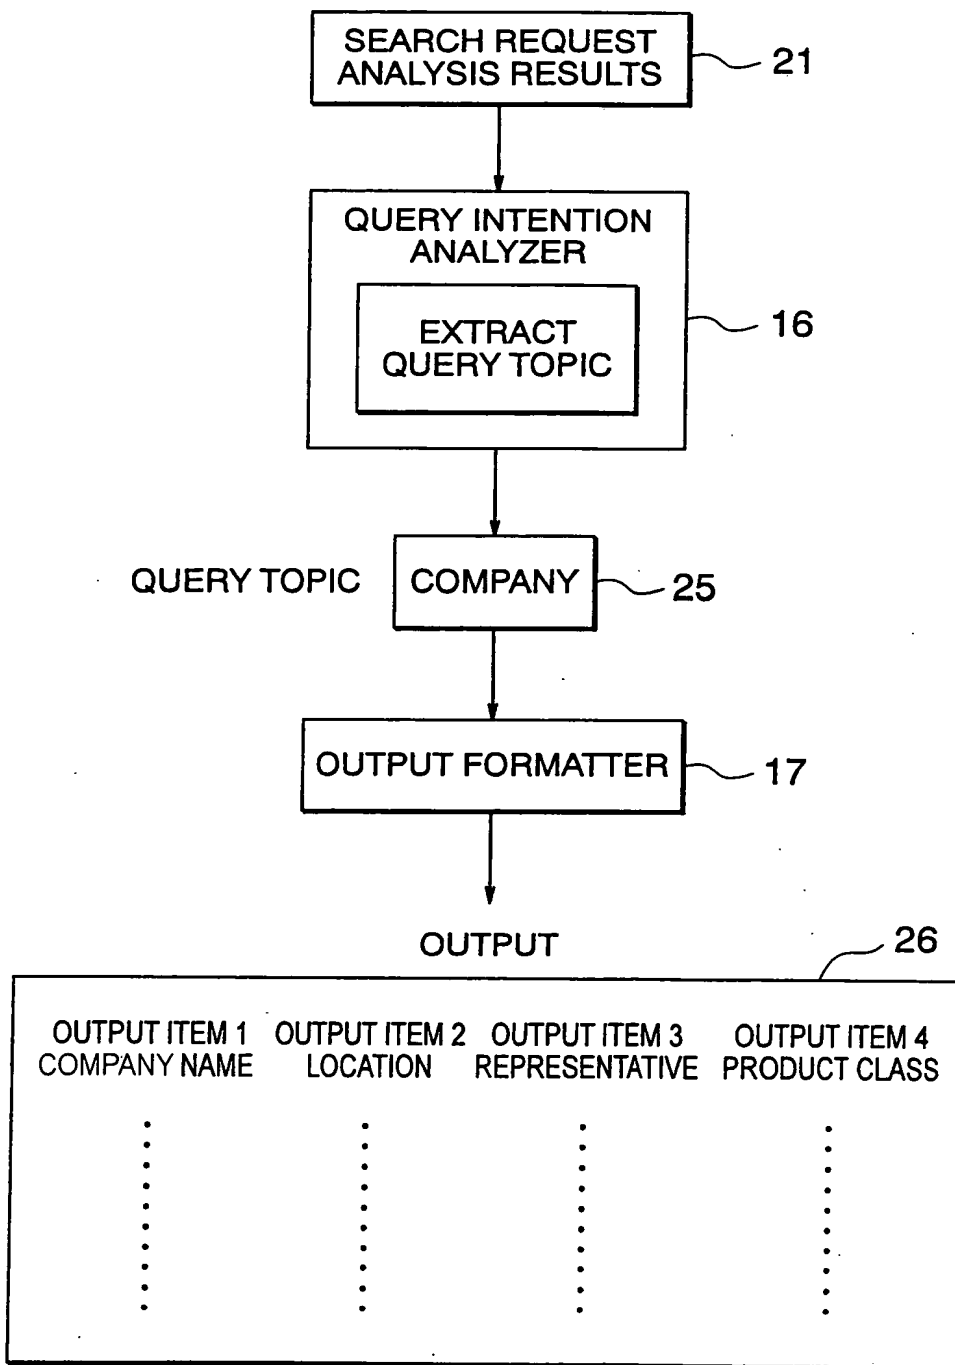 SEARCH REQUEST
ANALYSIS RESULTS
21
QUERY INTENTION
ANALYZER
EXTRACT
QUERY TOPIC
16
QUERY TOPIC
COMPANY
25
OUTPUT FORMATTER
17
OUTPUT
26
OUTPUT ITEM 1 OUTPUT ITEM 2 OUTPUT ITEM 3 OUTPUT ITEM 4
COMPANY NAME LOCATION REPRESENTATIVE PRODUCT CLASS